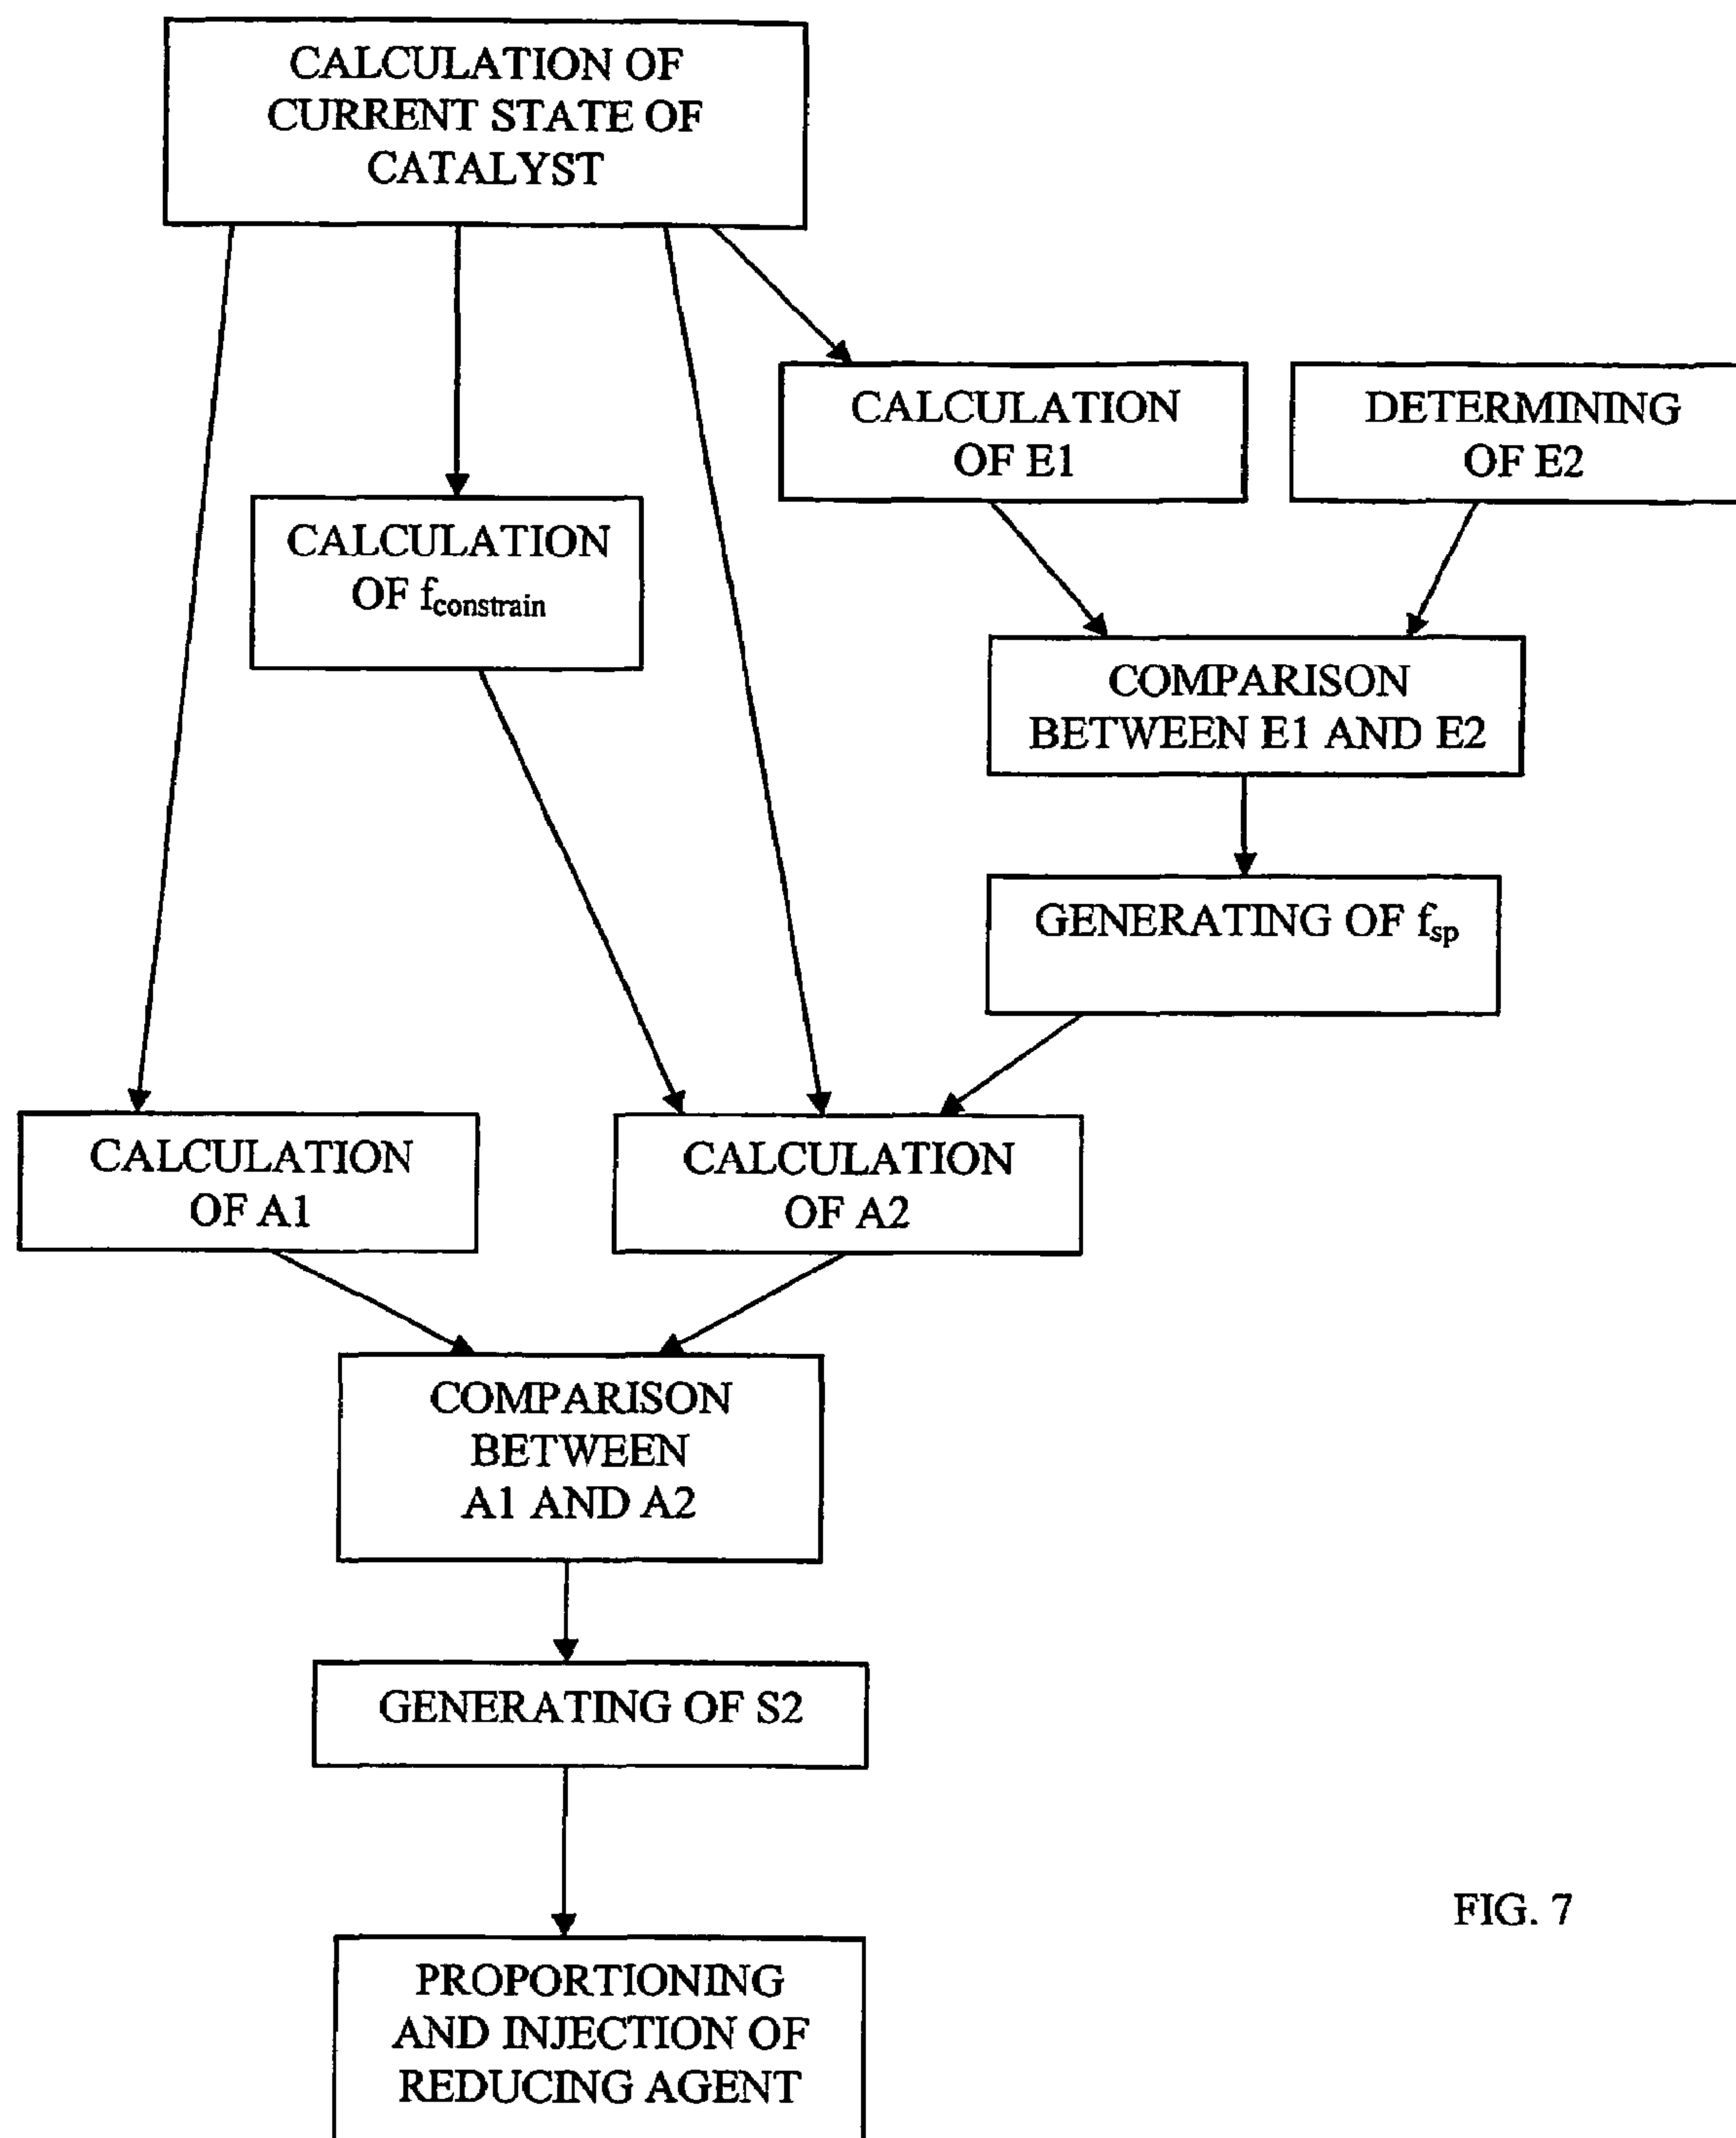 CALCULATION OF
CURRENT STATE OF
CATALYST
CALCULATION
OF E1
DETERMINING
OF E2
CALCULATION
OF fconstrain
COMPARISON
BETWEEN E1 AND E2
GENERATING OF fsp
CALCULATION
OF A1
CALCULATION
OF A2
COMPARISON
BETWEEN
A1 AND A2
GENERATING OF S2
PROPORTIONING
AND INJECTION OF
REDUCING AGENT
FIG. 7